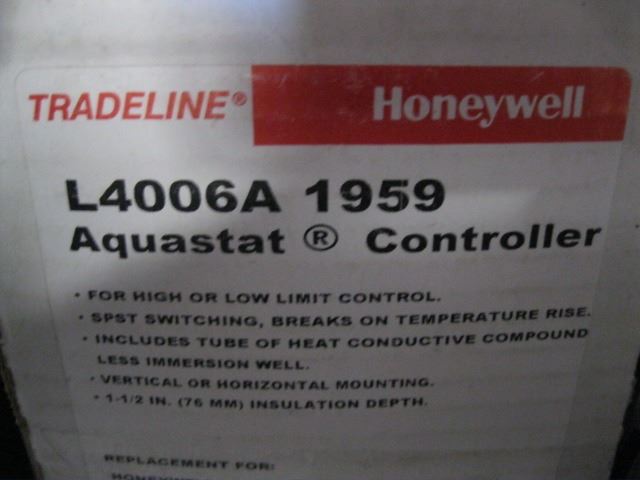 TRADELINE® Honeywell
L4006A 1959
Aquastat ® Controller
• FOR HIGH OR LOW LIMIT CONTROL.
• SPST SWITCHING, BREAKS ON TEMPERATURE RISE.
• INCLUDES TUBE OF HEAT CONDUCTIVE COMPOUND
LESS IMMERSION WELL.
• VERTICAL OR HORIZONTAL MOUNTING.
• 1-1/2 IN. (76 MM) INSULATION DEPTH.
REPLACEMENT FOR: